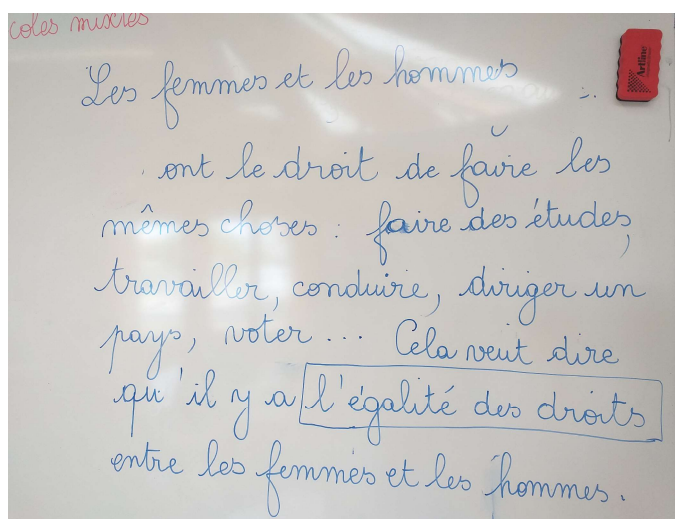 coles mixtes
Artline
Les femmes et les hommes
ont le droit de faire les
mêmes choses : faire des études,
travailler, conduire, diriger un
pays, voter ... Cela veut dire
qu'il y a l'égalité des droits
entre les femmes et les hommes.